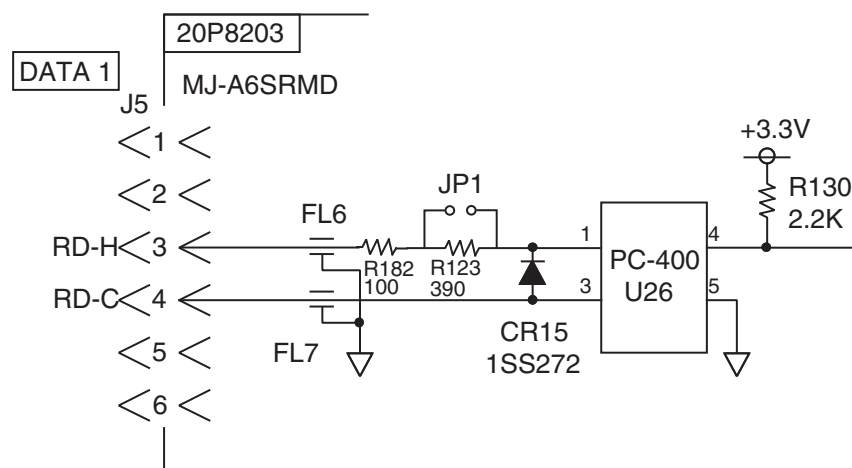 20P8203
DATA 1
MJ-A6SRMD
J5
1
2
RD-H 3
RD-C 4
5
6
FL6
FL7
JP1
R182
100
R123
390
CR15
1SS272
1
3
PC-400
U26
4
5
+3.3V
R130
2.2K